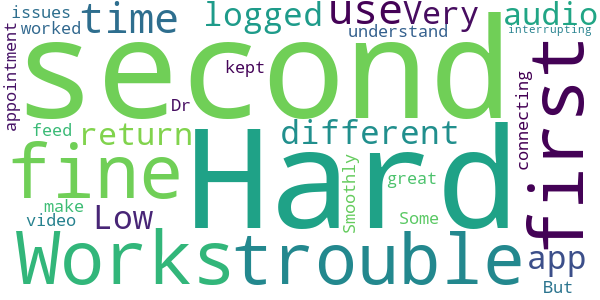 issues
worked
time
logged
use
Very
audio
understand
interrupting
appointment
second
kept
Dr
connecting
first
feed
return
different
fine
Hard
Smoothly
great
make
video
Low
Some
Works
trouble
app
But